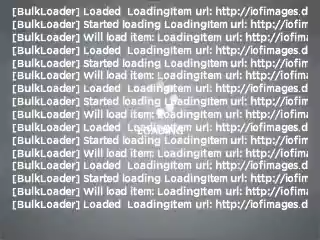 [BulkLoader] Loaded LoadingItem url: http://iofimages.d
[BulkLoader] Started loading LoadingItem url: http://iofim
[BulkLoader] Will load item: LoadingItem url: http://iofima
[BulkLoader] Loaded LoadingItem url: http://iofimages.d
[BulkLoader] Started loading LoadingItem url: http://iofim
[BulkLoader] Will load item: LoadingItem url: http://iofima
[BulkLoader] Loaded LoadingItem url: http://iofimages.d
[BulkLoader] Started loading LoadingItem url: http://iofim
[BulkLoader] Will load item: LoadingItem url: http://iofima
[BulkLoader] Loaded LoadingItem url: http://iofimages.d
LOADING
[BulkLoader] Started loading LoadingItem url: http://iofim
[BulkLoader] Will load item: LoadingItem url: http://iofima
[BulkLoader] Loaded LoadingItem url: http://iofimages.d
[BulkLoader] Started loading LoadingItem url: http://iofim
[BulkLoader] Will load item: LoadingItem url: http://iofima
[BulkLoader] Loaded LoadingItem url: http://iofimages.d